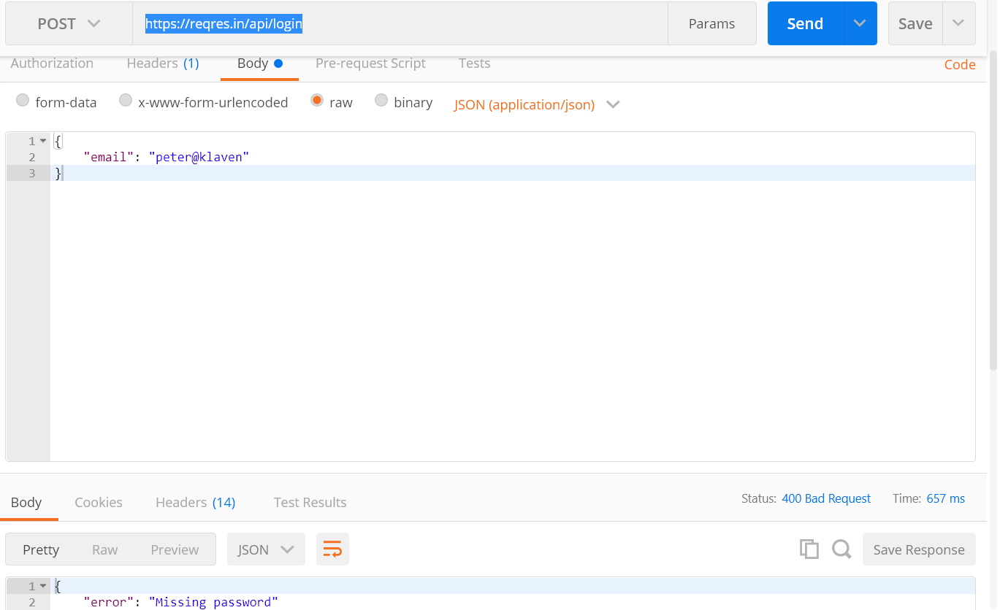 POST https://reqres.in/api/login Params Send Save
Authorization Headers (1) Body Pre-request Script Tests Code
form-data x-www-form-urlencoded raw binary JSON (application/json)
1 {
2 "email": "peter@klaven"
3 }
Body Cookies Headers (14) Test Results Status: 400 Bad Request Time: 657 ms
Pretty Raw Preview JSON Save Response
1 {
2 "error": "Missing password"